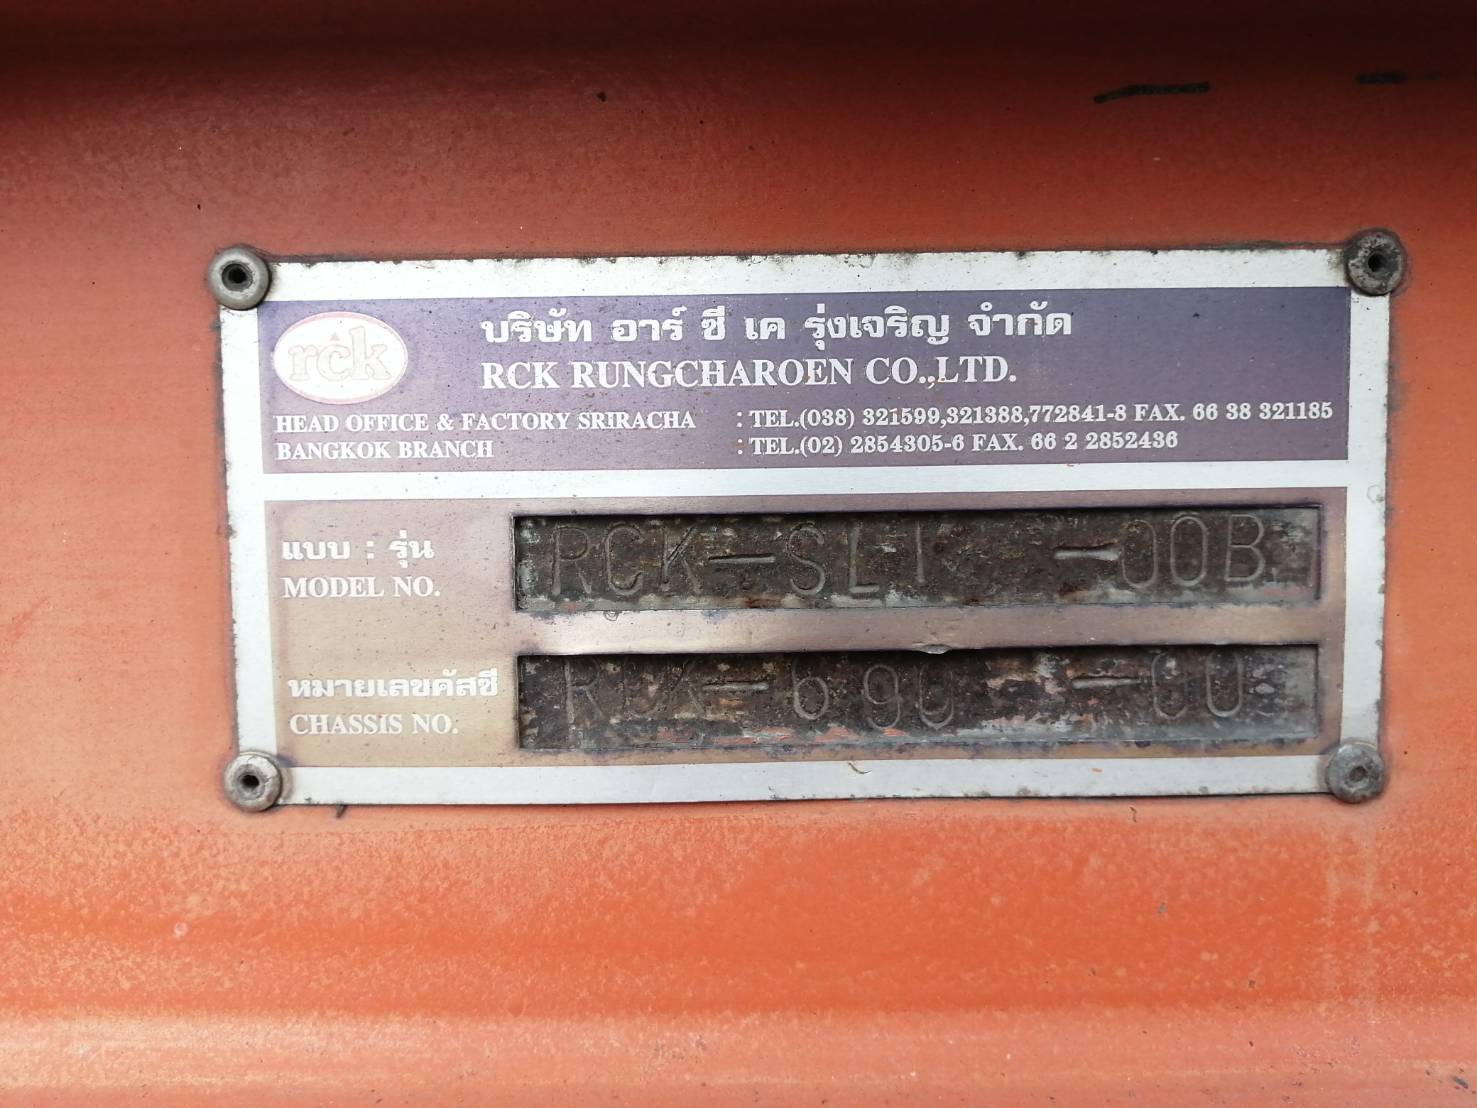 rck
บริษัท อาร์ ซี เค รุ่งเจริญ จำกัด
RCK RUNGCHAROEN CO.,LTD.
HEAD OFFICE & FACTORY SRIRACHA : TEL.(038) 321599,321388,772841-8 FAX. 66 38 321185
BANGKOK BRANCH : TEL.(02) 2854305-6 FAX. 66 2 2852436
แบบ : รุ่น
MODEL NO.
หมายเลขคัสซี
CHASSIS NO.